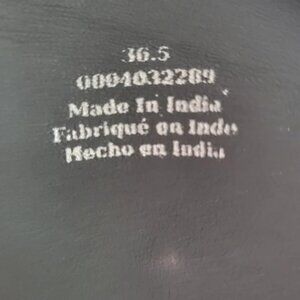 36.5
0004032289
Made In India
Fabriqué en Inde
Hecho en India